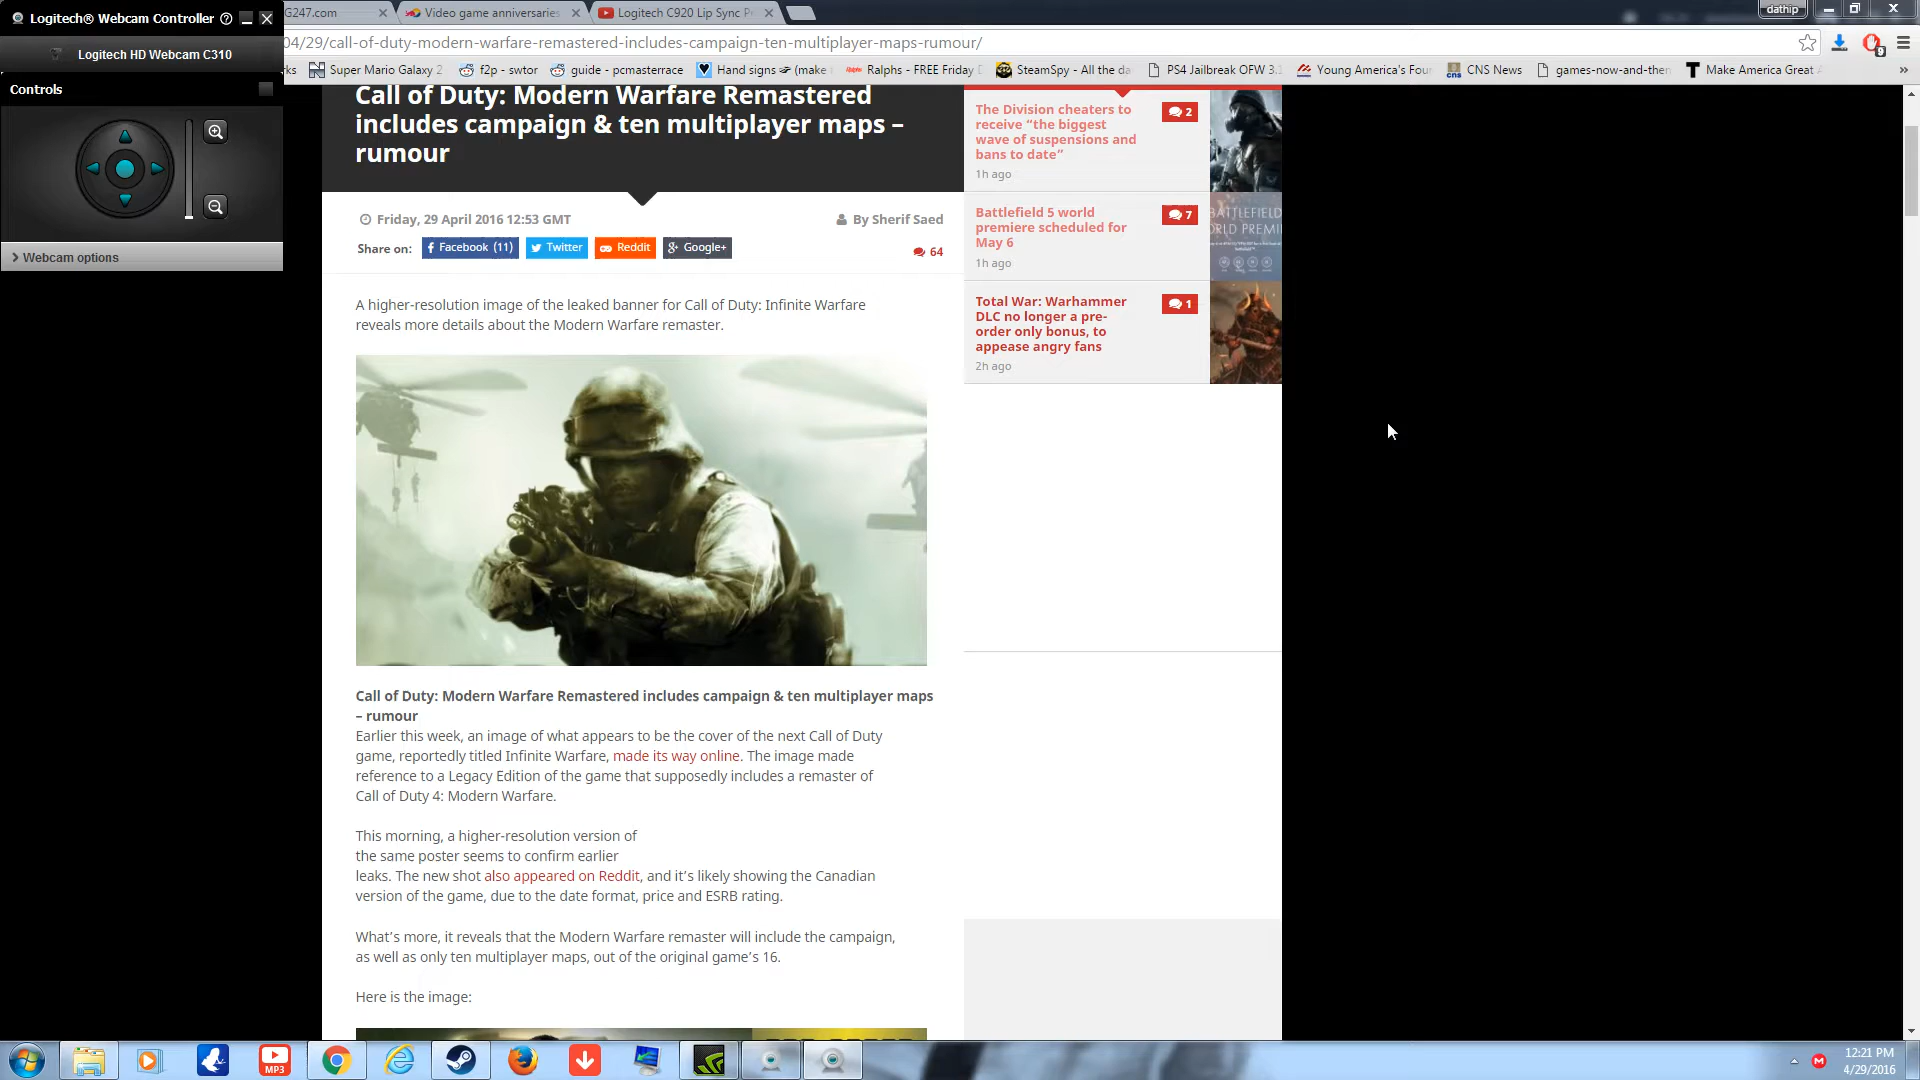 Logitech® Webcam Controller
Logitech HD Webcam C310
Controls
Webcam options
G247.com
Video game anniversaries
Logitech C920 Lip Sync P
dathip
04/29/call-of-duty-modern-warfare-remastered-includes-campaign-ten-multiplayer-maps-rumour/
9
ks
Super Mario Galaxy 2
f2p - swtor
guide - pcmasterrace
Hand signs ☞ (make
Ralphs - FREE Friday
SteamSpy - All the da
PS4 Jailbreak OFW 3.
Young America's Four
CNS News
games-now-and-then
Make America Great
»
Call of Duty: Modern Warfare Remastered
includes campaign & ten multiplayer maps –
rumour
Friday, 29 April 2016 12:53 GMT
By Sherif Saed
Share on:
Facebook (11)
Twitter
Reddit
Google+
64
A higher-resolution image of the leaked banner for Call of Duty: Infinite Warfare
reveals more details about the Modern Warfare remaster.
Call of Duty: Modern Warfare Remastered includes campaign & ten multiplayer maps
– rumour
Earlier this week, an image of what appears to be the cover of the next Call of Duty
game, reportedly titled Infinite Warfare, made its way online. The image made
reference to a Legacy Edition of the game that supposedly includes a remaster of
Call of Duty 4: Modern Warfare.
This morning, a higher-resolution version of
the same poster seems to confirm earlier
leaks. The new shot also appeared on Reddit, and it's likely showing the Canadian
version of the game, due to the date format, price and ESRB rating.
What's more, it reveals that the Modern Warfare remaster will include the campaign,
as well as only ten multiplayer maps, out of the original game's 16.
Here is the image:
The Division cheaters to
receive "the biggest
wave of suspensions and
bans to date"
1h ago
2
Battlefield 5 world
premiere scheduled for
May 6
1h ago
7
BATTLEFIELD
Total War: Warhammer
DLC no longer a pre-
order only bonus, to
appease angry fans
2h ago
1
MP3
12:21 PM
4/29/2016